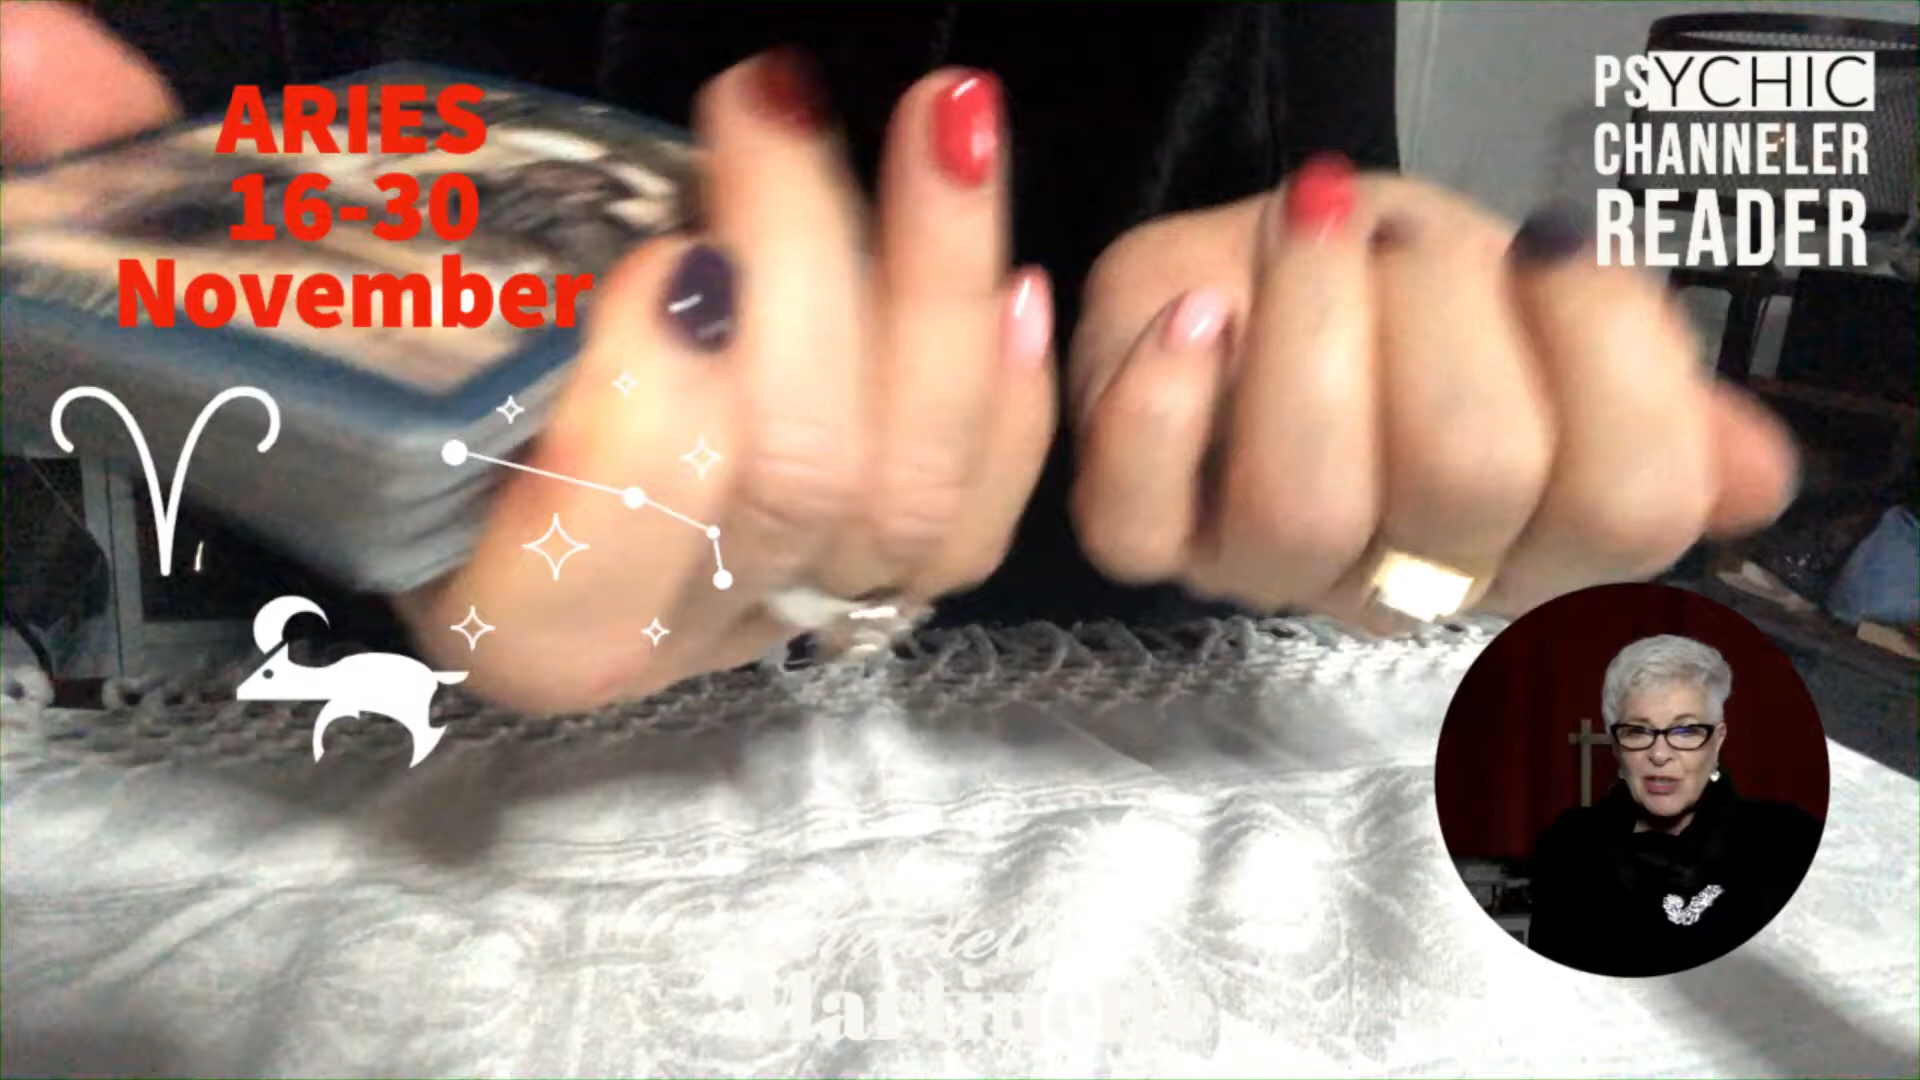 ARIES
16-30
November
PSYCHIC
CHANNELER
READER